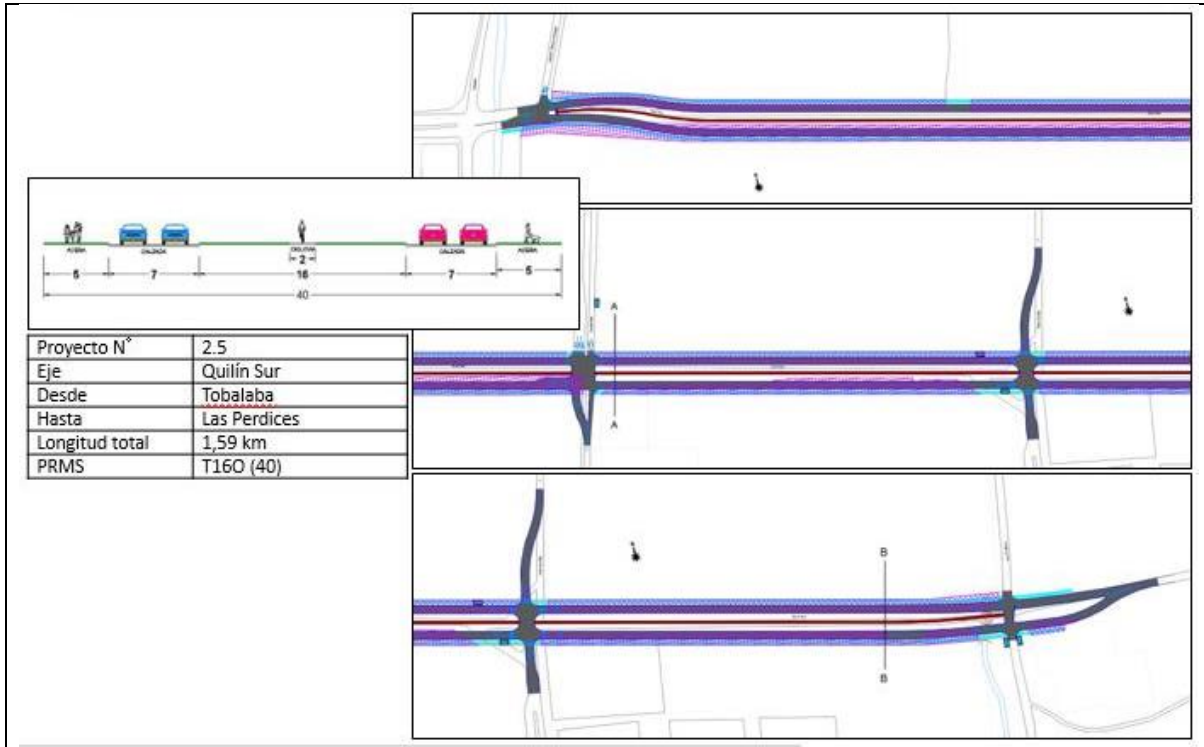 ACERA CALZADA CICLOVIA CALZADA ACERA
2
5 7 16 7 5
40
Proyecto N° 2.5
Eje Quilín Sur
Desde Tobalaba
Hasta Las Perdices
Longitud total 1,59 km
PRMS T16O (40)
A
A
B
B